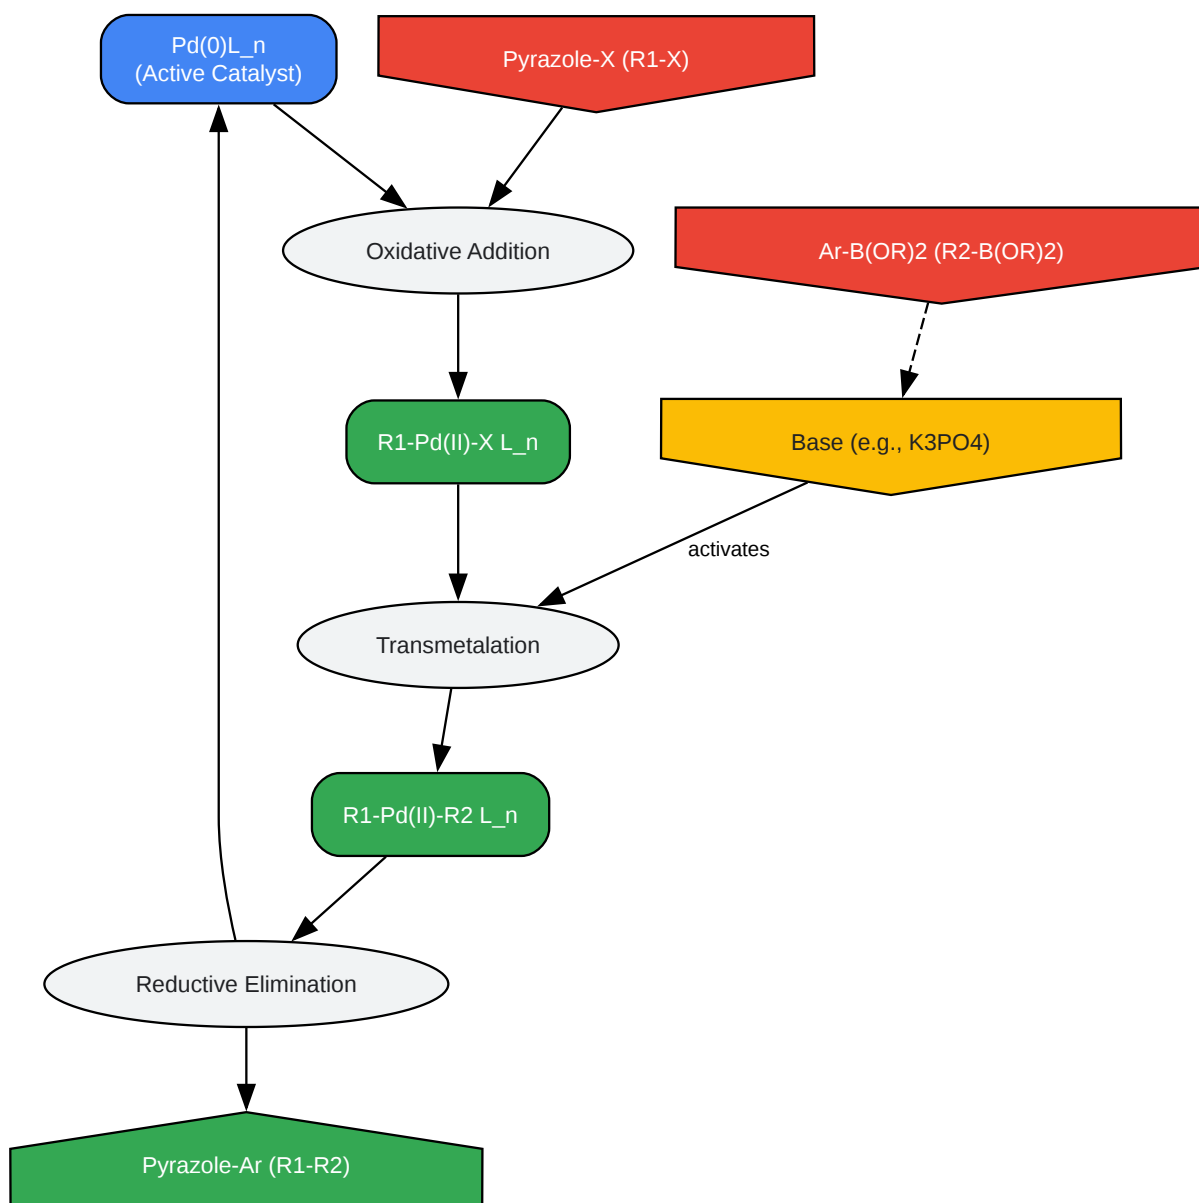 Pd(0)L_n
(Active Catalyst)
Pyrazole-X (R1-X)
Oxidative Addition
Ar-B(OR)2 (R2-B(OR)2)
R1-Pd(II)-X L_n
Base (e.g., K3PO4)
activates
Transmetalation
R1-Pd(II)-R2 L_n
Reductive Elimination
Pyrazole-Ar (R1-R2)